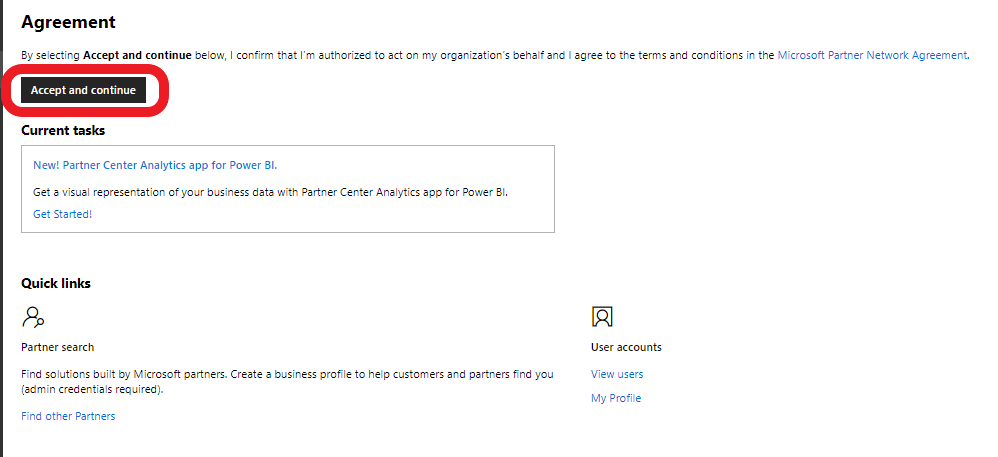 Agreement
By selecting Accept and continue below, I confirm that I'm authorized to act on my organization's behalf and I agree to the terms and conditions in the Microsoft Partner Network Agreement.
Accept and continue
Current tasks
New! Partner Center Analytics app for Power BI.
Get a visual representation of your business data with Partner Center Analytics app for Power BI.
Get Started!
Quick links
Partner search
Find solutions built by Microsoft partners. Create a business profile to help customers and partners find you
(admin credentials required).
Find other Partners
User accounts
View users
My Profile